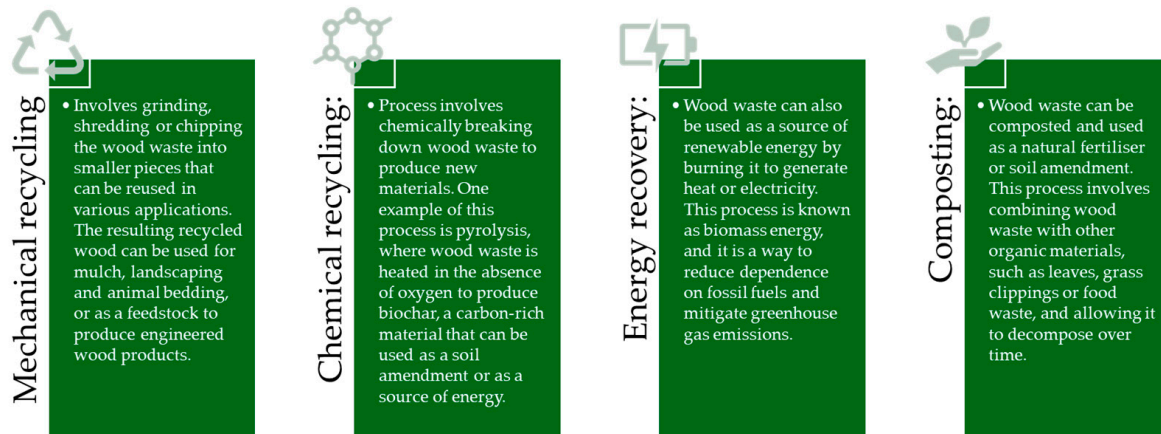 Mechanical recycling
• Involves grinding,
shredding or chipping
the wood waste into
smaller pieces that
can be reused in
various applications.
The resulting recycled
wood can be used for
mulch, landscaping
and animal bedding,
or as a feedstock to
produce engineered
wood products.
Chemical recycling:
• Process involves
chemically breaking
down wood waste to
produce new
materials. One
example of this
process is pyrolysis,
where wood waste is
heated in the absence
of oxygen to produce
biochar, a carbon-rich
material that can be
used as a soil
amendment or as a
source of energy.
Energy recovery:
• Wood waste can also
be used as a source of
renewable energy by
burning it to generate
heat or electricity.
This process is known
as biomass energy,
and it is a way to
reduce dependence
on fossil fuels and
mitigate greenhouse
gas emissions.
Composting:
• Wood waste can be
composted and used
as a natural fertiliser
or soil amendment.
This process involves
combining wood
waste with other
organic materials,
such as leaves, grass
clippings or food
waste, and allowing it
to decompose over
time.